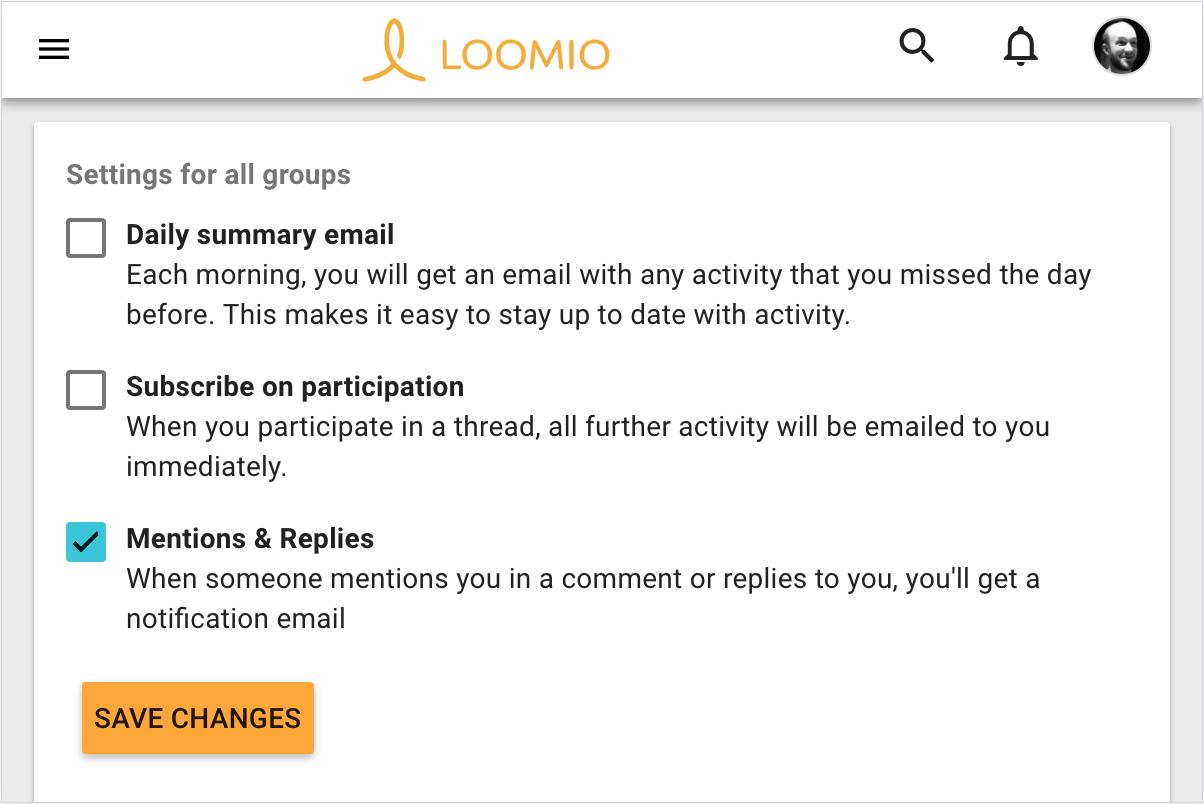 LOOMIO
Settings for all groups
Daily summary email
Each morning, you will get an email with any activity that you missed the day
before. This makes it easy to stay up to date with activity.
Subscribe on participation
When you participate in a thread, all further activity will be emailed to you
immediately.
Mentions & Replies
When someone mentions you in a comment or replies to you, you'll get a
notification email
SAVE CHANGES